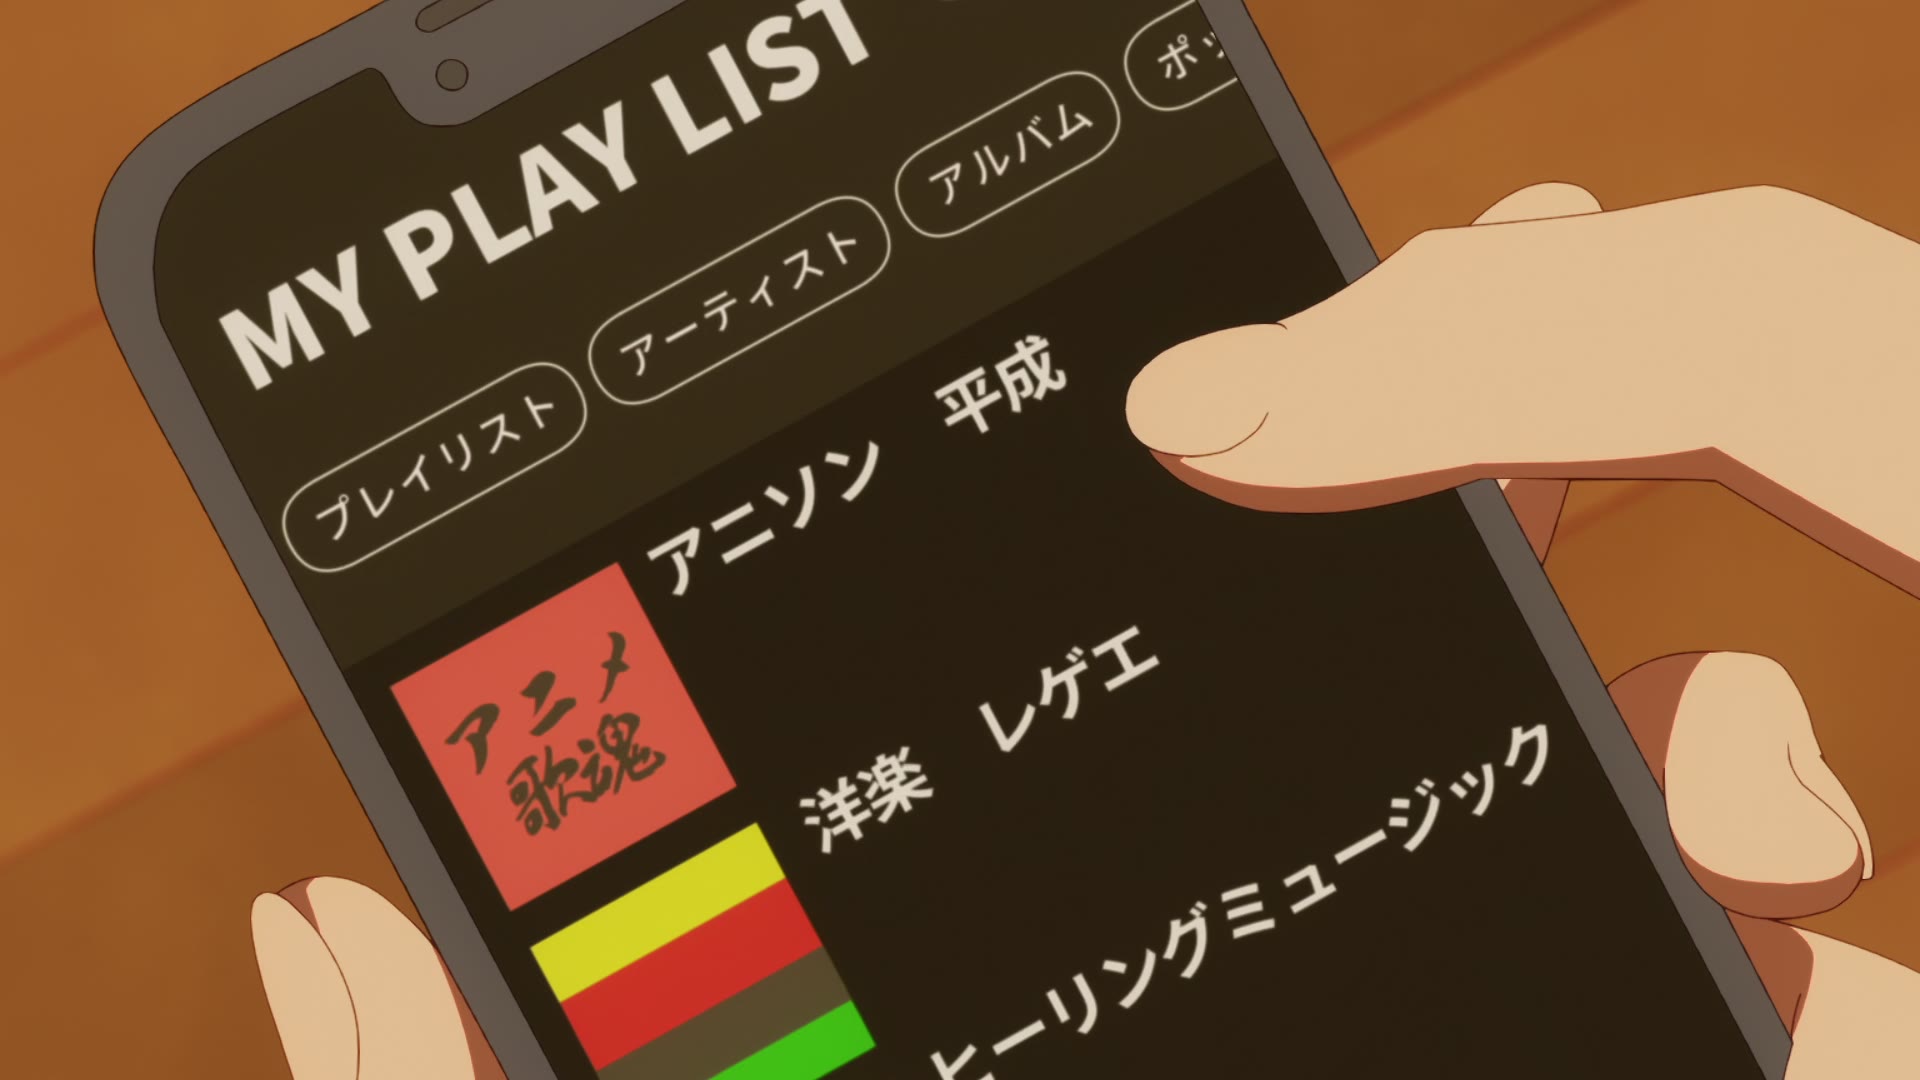 MY PLAY LIST
プレイリスト
アーティスト
アルバム
ポッ
アニソン　平成
アニメ
歌魂
洋楽　レゲエ
ヒーリングミュージック